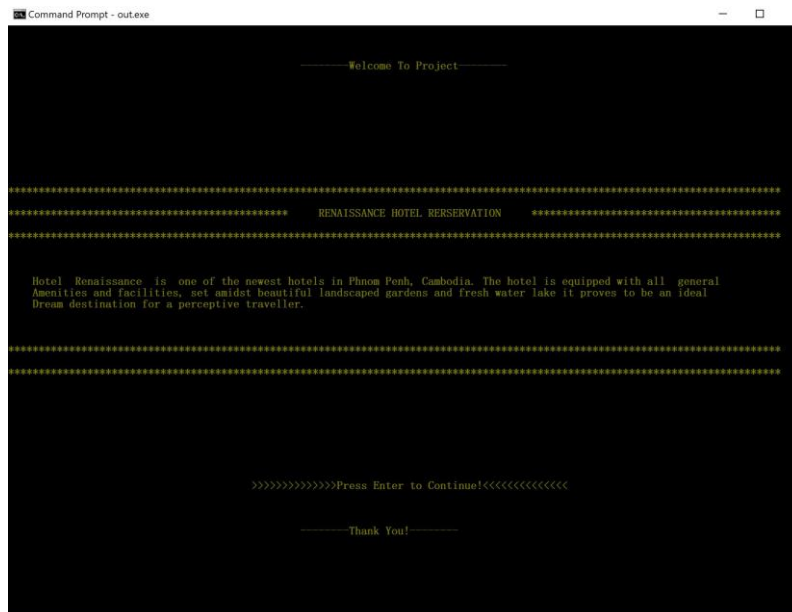 Command Prompt - out.exe
--------Welcome To Project--------
*******************************************************************************************************************************
********************************************** RENAISSANCE HOTEL RERSERVATION *****************************************
*******************************************************************************************************************************
Hotel Renaissance is one of the newest hotels in Phnom Penh, Cambodia. The hotel is equipped with all general
Amenities and facilities, set amidst beautiful landscaped gardens and fresh water lake it proves to be an ideal
Dream destination for a perceptive traveller.
*******************************************************************************************************************************
*******************************************************************************************************************************
>>>>>>>>>>>>>>Press Enter to Continue!<<<<<<<<<<<<<<
--------Thank You!--------